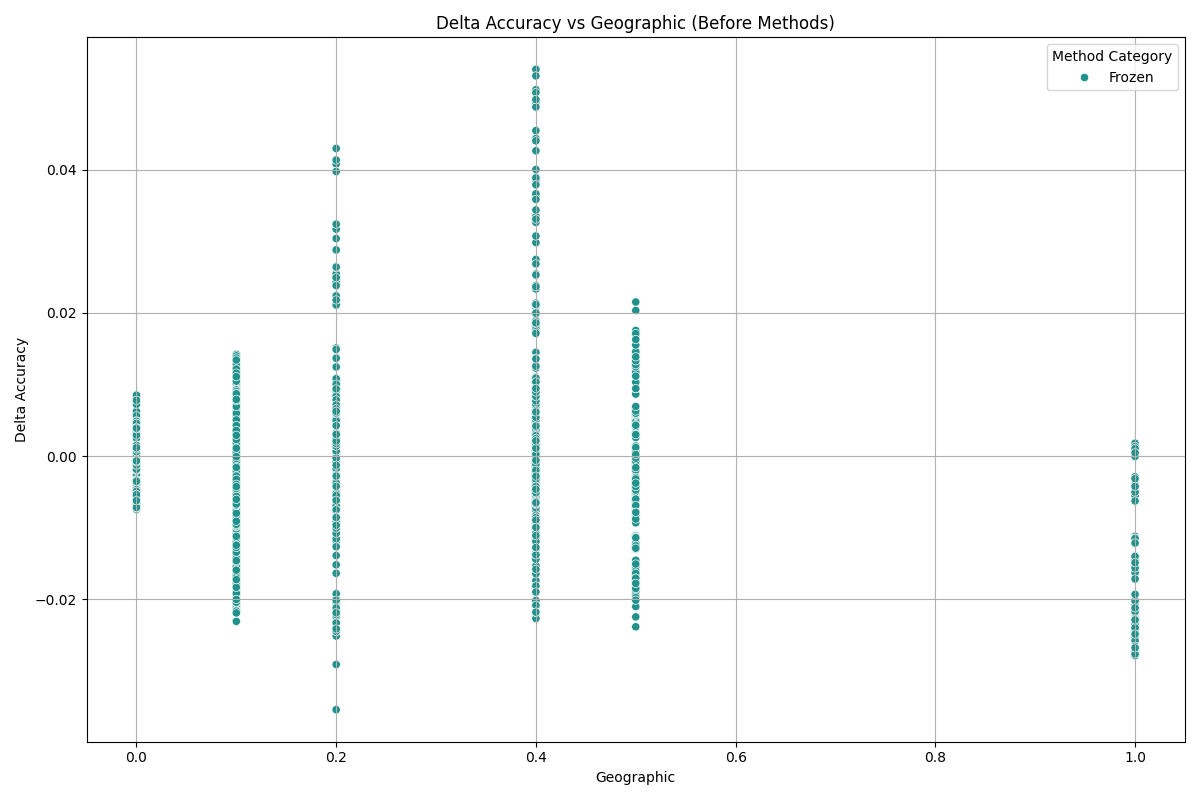 Delta Accuracy vs Geographic (Before Methods)
Method Category
Frozen
Delta Accuracy
0.04
0.02
0.00
−0.02
0.0 0.2 0.4 0.6 0.8 1.0
Geographic